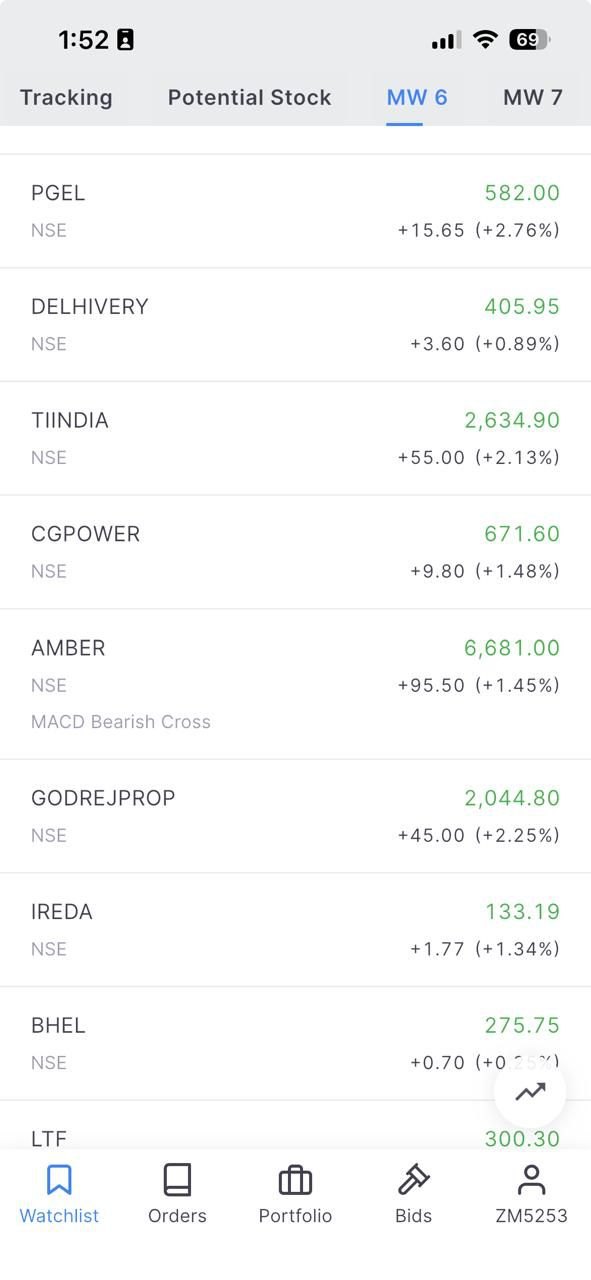 1:52
69
Tracking Potential Stock MW 6 MW 7
PGEL 582.00
NSE +15.65 (+2.76%)
DELHIVERY 405.95
NSE +3.60 (+0.89%)
TIINDIA 2,634.90
NSE +55.00 (+2.13%)
CGPOWER 671.60
NSE +9.80 (+1.48%)
AMBER 6,681.00
NSE +95.50 (+1.45%)
MACD Bearish Cross
GODREJPROP 2,044.80
NSE +45.00 (+2.25%)
IREDA 133.19
NSE +1.77 (+1.34%)
BHEL 275.75
NSE +0.70 (+0.25%)
LTF 300.30
Watchlist Orders Portfolio Bids ZM5253